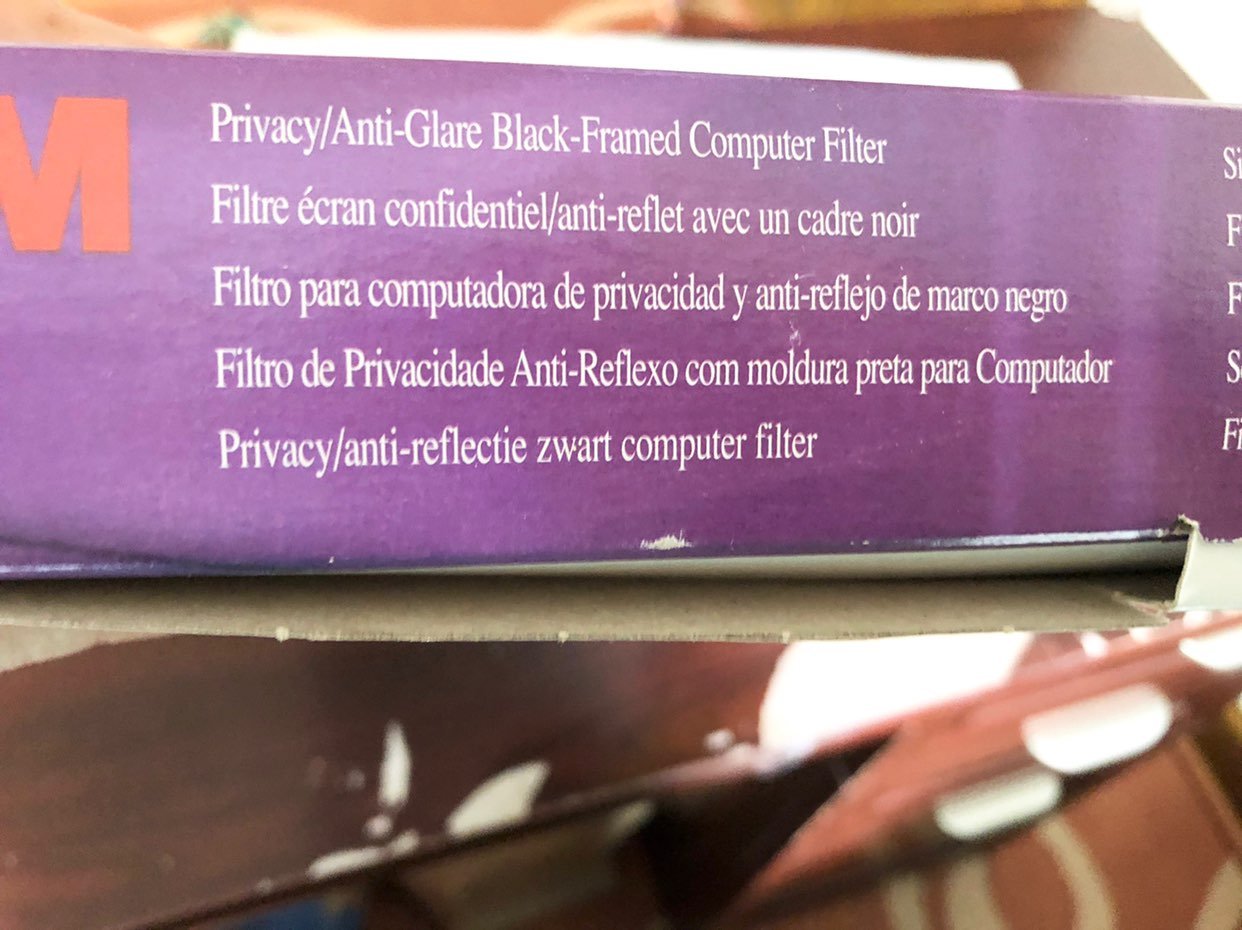 M
Privacy/Anti-Glare Black-Framed Computer Filter
Filtre écran confidentiel/anti-reflet avec un cadre noir
Filtro para computadora de privacidad y anti-reflejo de marco negro
Filtro de Privacidade Anti-Reflexo com moldura preta para Computador
Privacy/anti-reflectie zwart computer filter